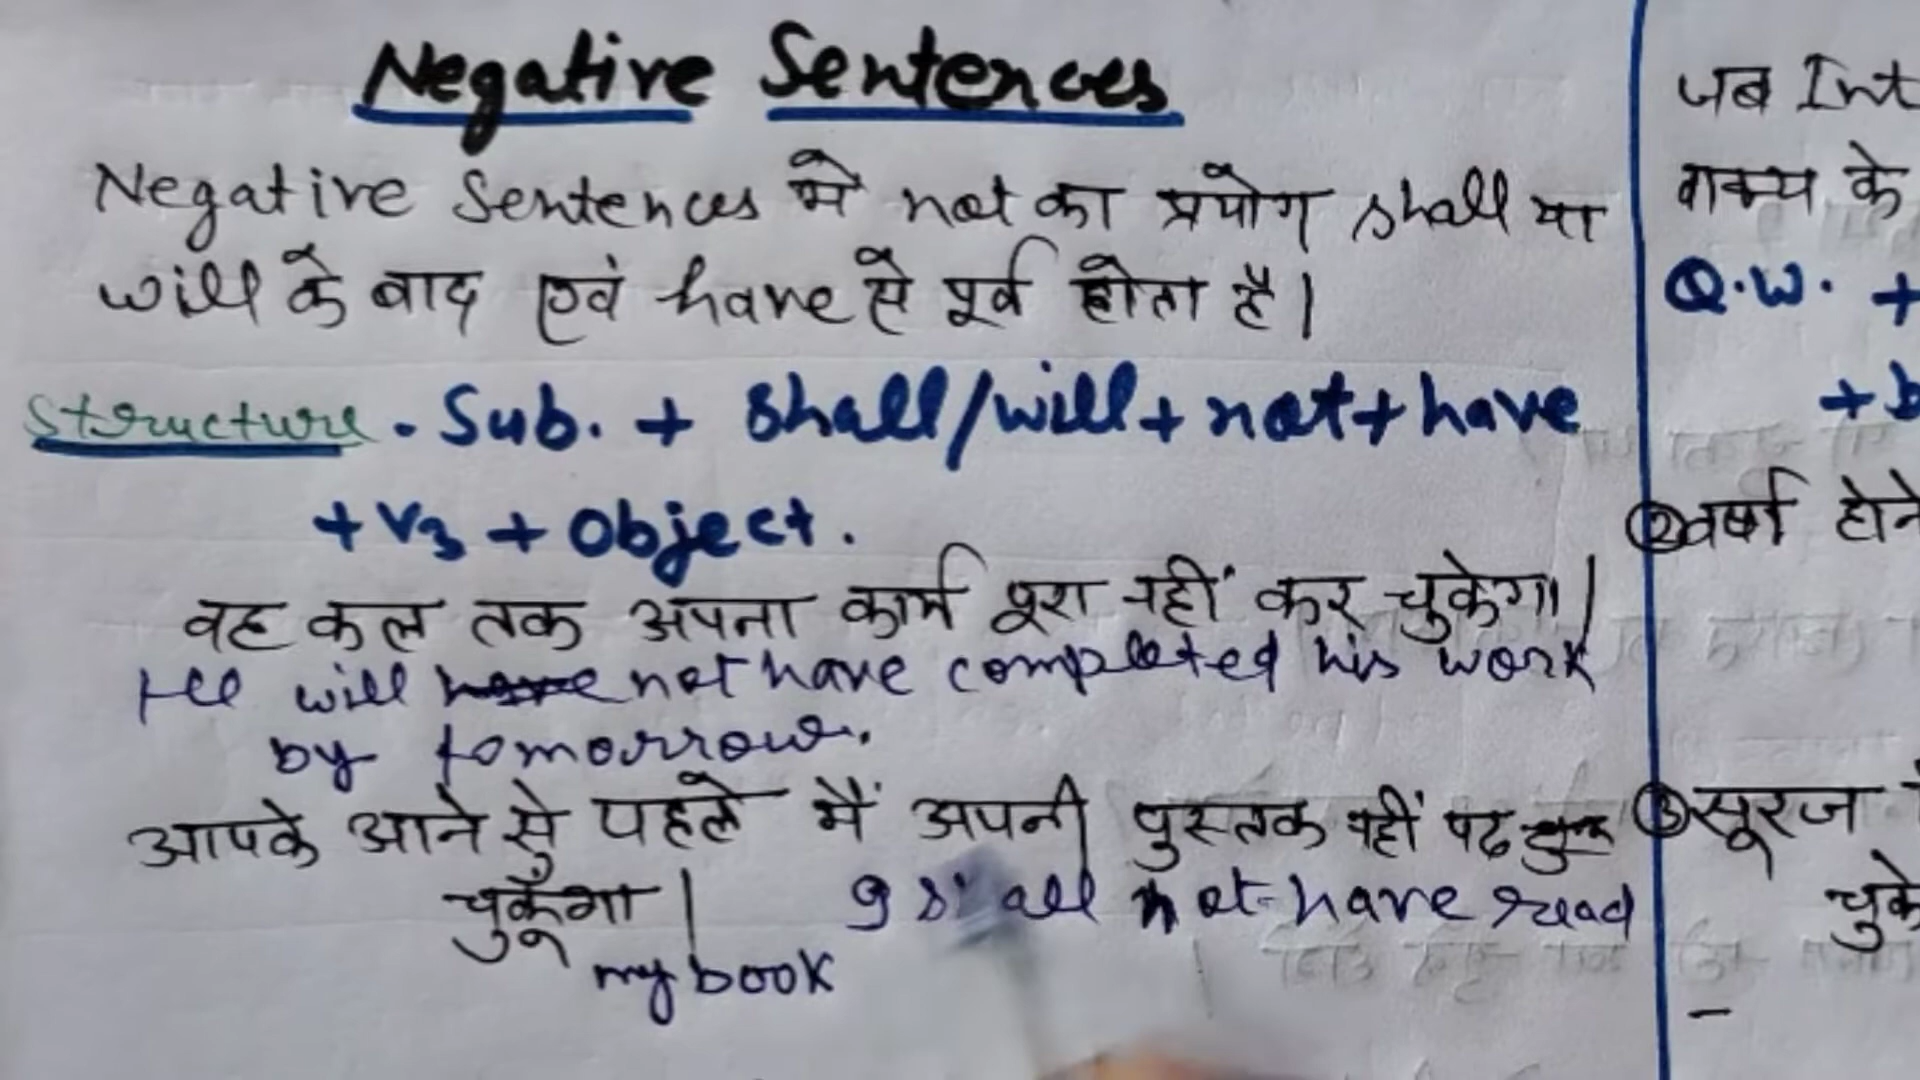 Negative Sentences
Negative Sentences में not का प्रयोग shall या
will के बाद एवं have से पूर्व होता है।
Structure - Sub. + Shall/will + not + have
+ V3 + Object.
वह कल तक अपना कार्य पूरा नहीं कर चुकेगा।
He will not have completed his work
by tomorrow.
आपके आने से पहले मैं अपनी पुस्तक नहीं पढ़
चुकूँगा।
I shall not have read
my book
जब Int
वाक्य के
Q.W. +
+ b
② वर्षा होने
③ सूरज
चुके